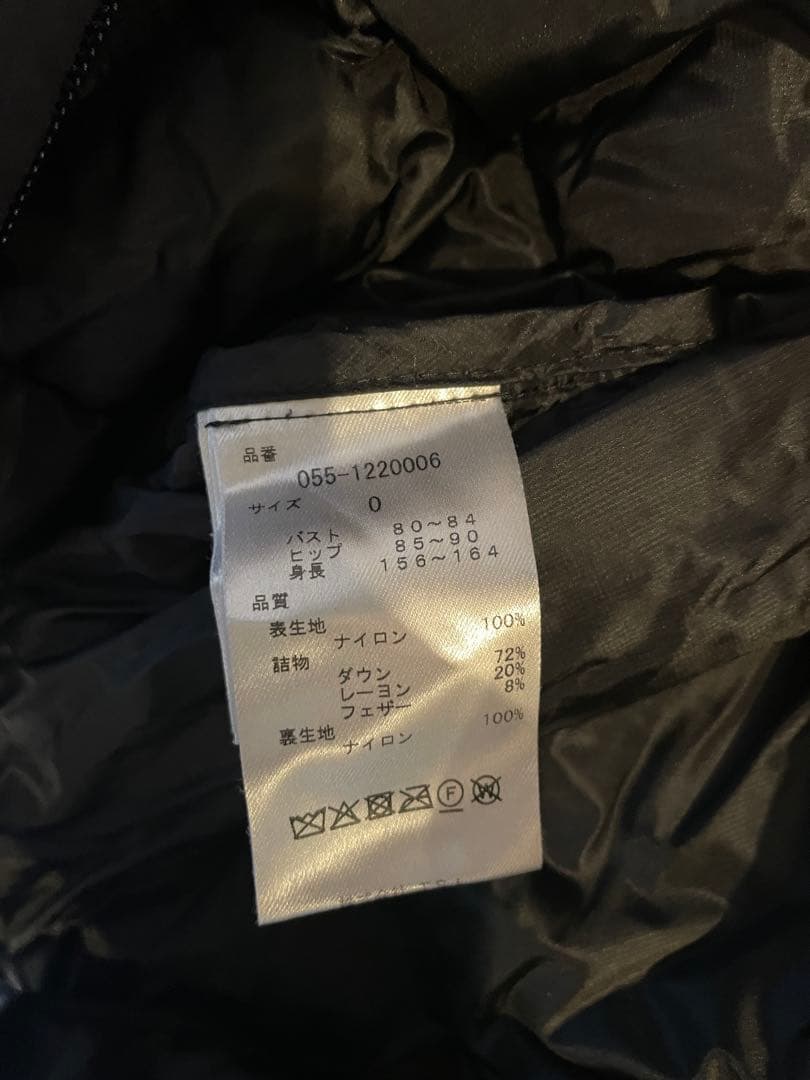 品番
055-1220006
サイズ 0
バスト 80〜84
ヒップ 85〜90
身長 156〜164
品質
表生地
ナイロン 100%
詰物
ダウン 72%
レーヨン 20%
フェザー 8%
裏生地
ナイロン 100%
F W